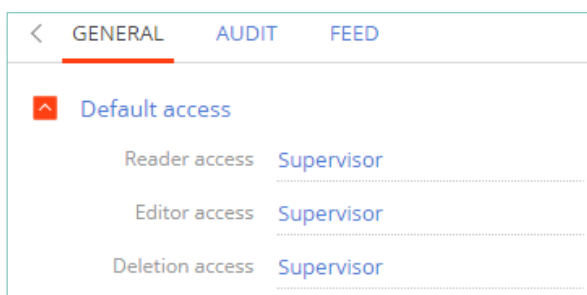 GENERAL AUDIT FEED
Default access
Reader access Supervisor
Editor access Supervisor
Deletion access Supervisor